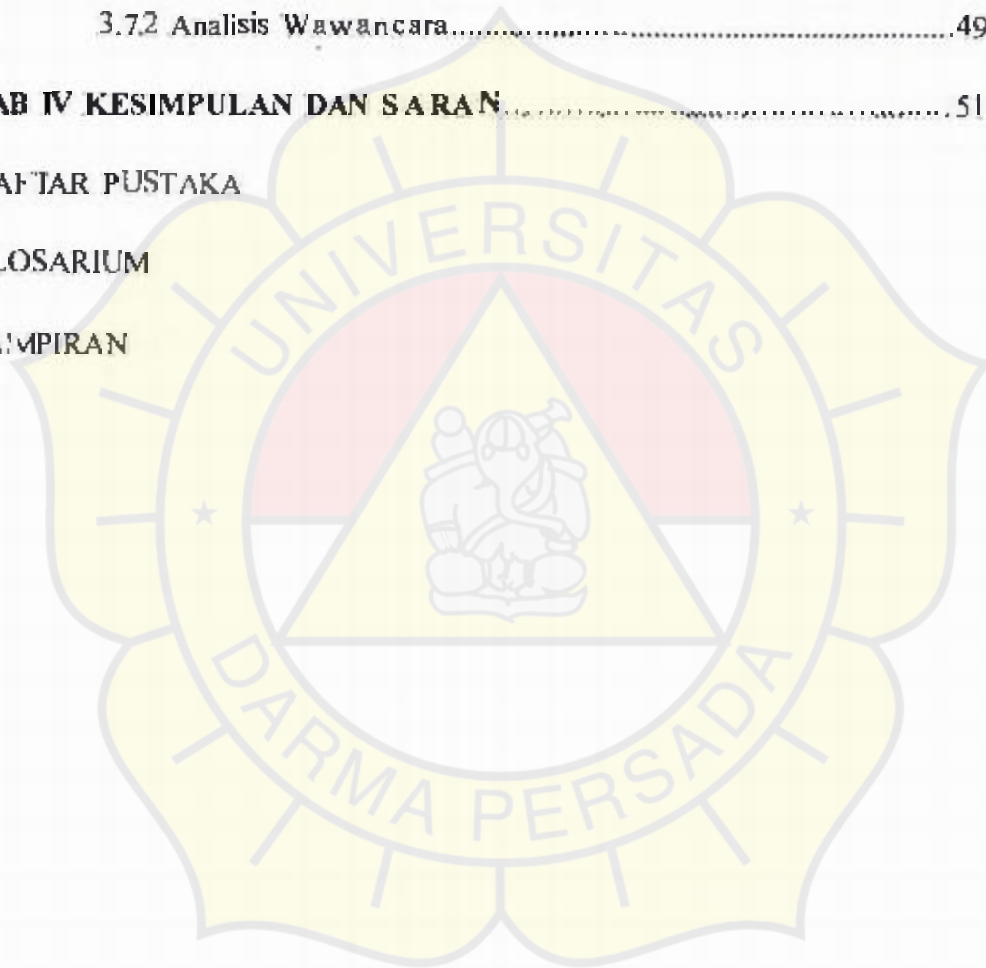 3.7.2 Analisis Wawancara.....49
AB IV KESIMPULAN DAN SARAN.....51
AFTAR PUSTAKA
LOSARIUM
MPIRAN
UNIVERSITAS
DARMA PERSADA